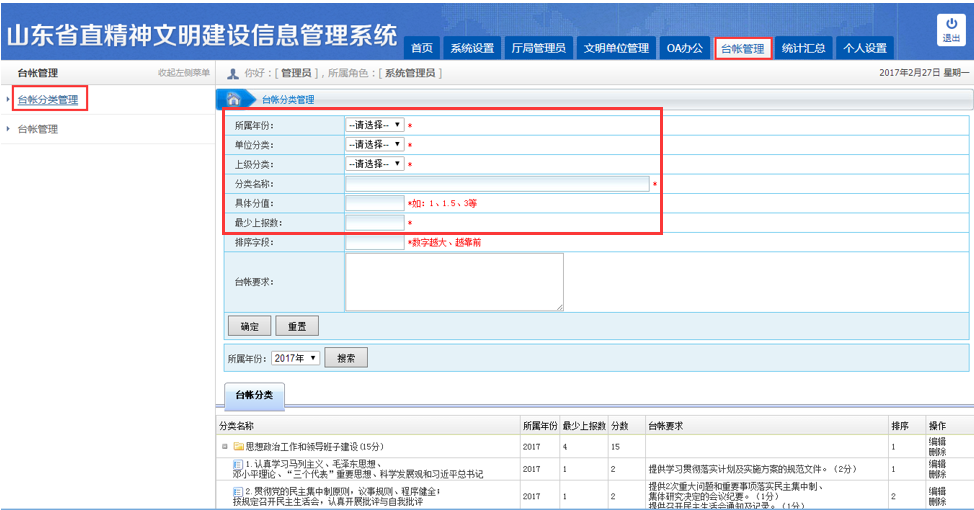 山东省直精神文明建设信息管理系统
首页 系统设置 厅局管理员 文明单位管理 OA办公 台帐管理 统计汇总 个人设置 退出
台帐管理 收起左侧菜单
台帐分类管理
台帐管理
你好：[ 管理员 ]，所属角色：[ 系统管理员 ] 2017年2月27日 星期一
台帐分类管理
所属年份： --请选择-- *
单位分类： --请选择-- *
上级分类： --请选择-- *
分类名称： *
具体分值： *如：1、1.5、3等
最少上报数： *
排序字段： *数字越大、越靠前
台帐要求：
确定 重置
所属年份： 2017年 搜索
台帐分类
分类名称 所属年份 最少上报数 分数 台帐要求 排序 操作
思想政治工作和领导班子建设(15分) 2017 4 15 1 编辑
删除
1.认真学习马列主义、毛泽东思想、
邓小平理论、“三个代表”重要思想、科学发展观和习近平总书记 2017 1 2 提供学习贯彻落实计划及实施方案的规范文件。（2分） 1 编辑
删除
2.贯彻党的民主集中制原则，议事规则、程序健全；
按规定召开民主生活会，认真开展批评与自我批评 2017 1 2 提供2次重大问题和重要事项落实民主集中制、
集体研究决定的会议纪要。（1分）
提供召开民主生活会通知及记录。（1分） 2 编辑
删除